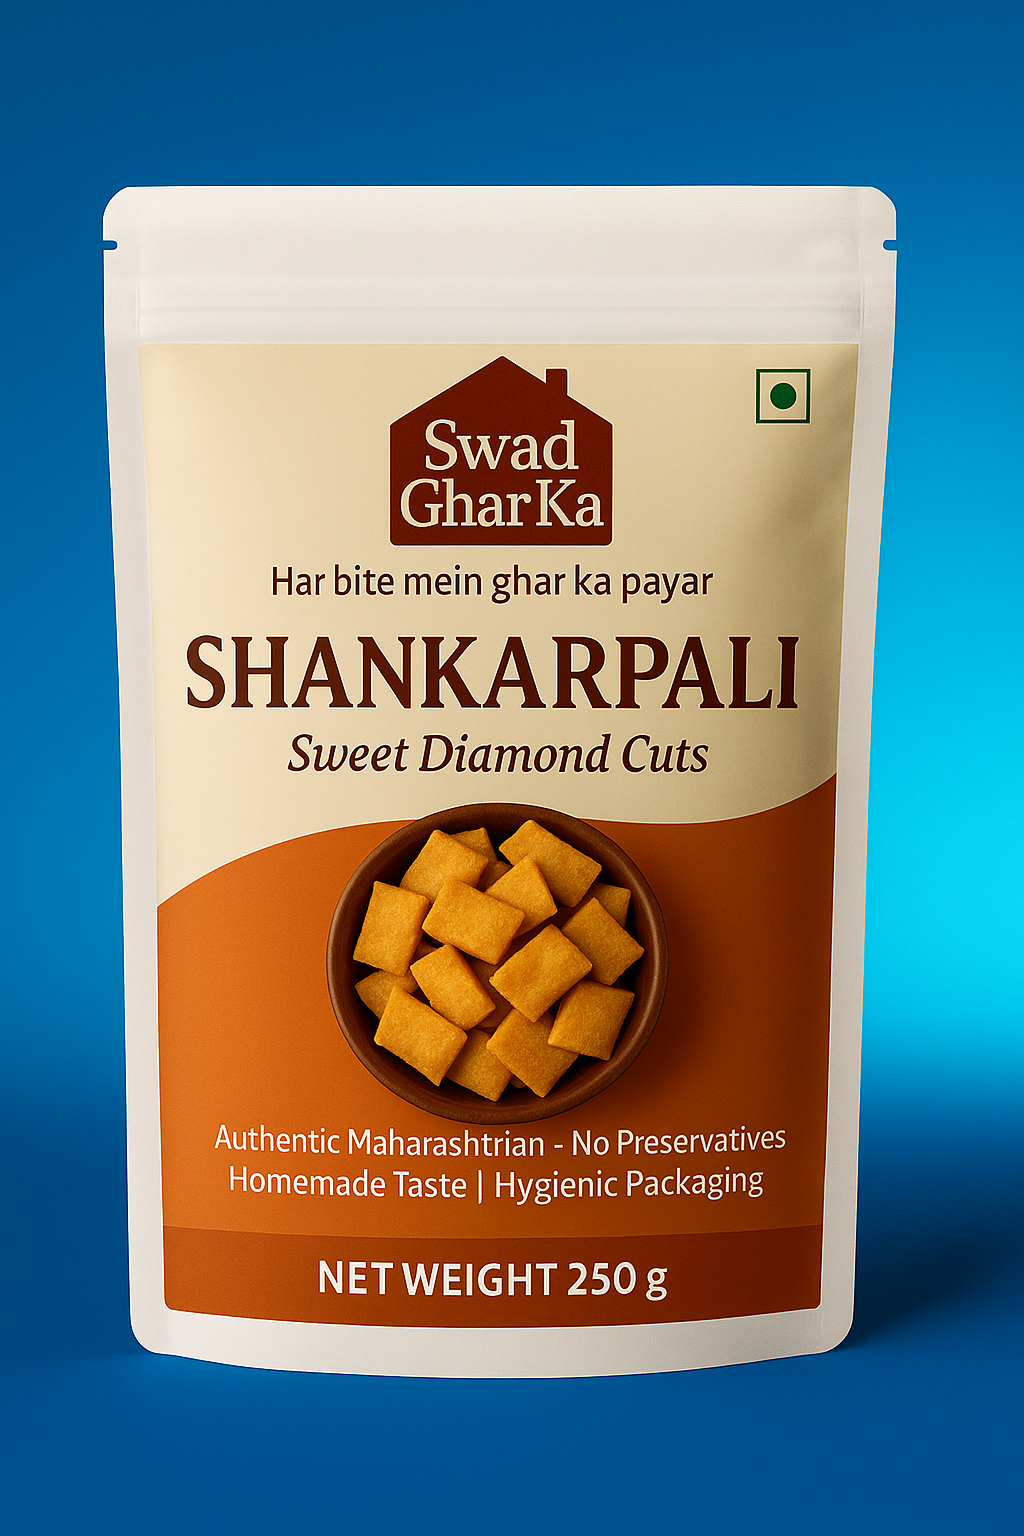 Swad
Ghar Ka
Har bite mein ghar ka payar
SHANKARPALI
Sweet Diamond Cuts
Authentic Maharashtrian - No Preservatives
Homemade Taste | Hygienic Packaging
NET WEIGHT 250 g